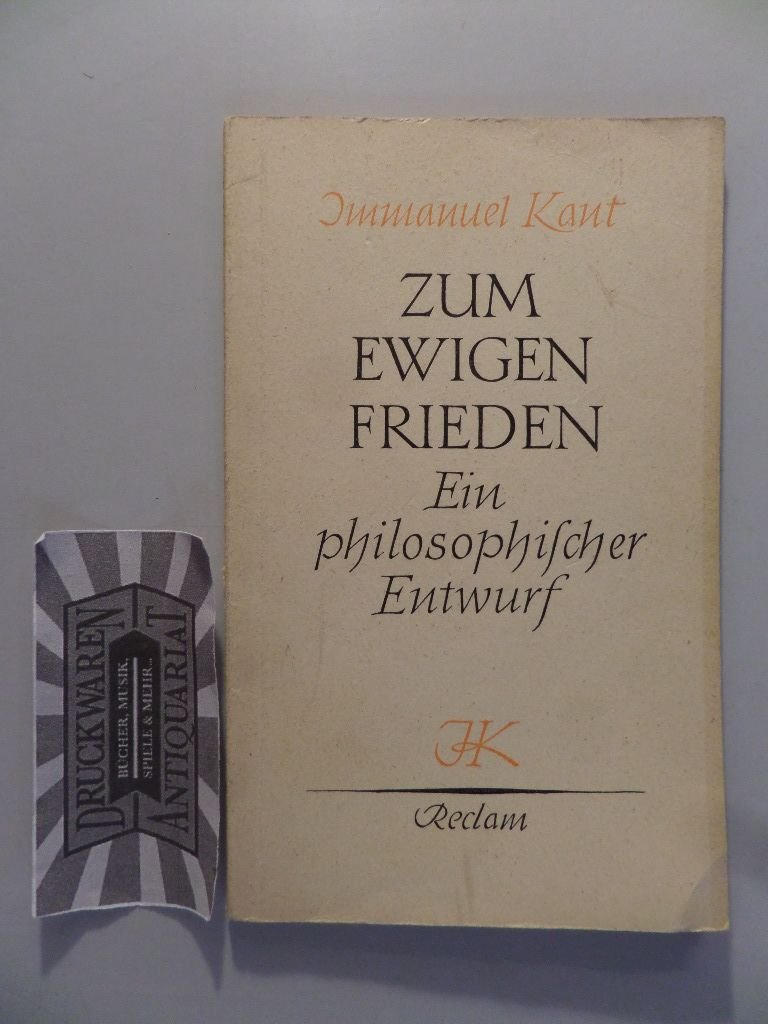 Immanuel Kant
ZUM
EWIGEN
FRIEDEN
Ein
philosophiſcher
Entwurf
IK
Reclam
DRUCKWAREN
BÜCHER, MUSIK,
SPIELE & MEHR...
ANTIQUARIAT